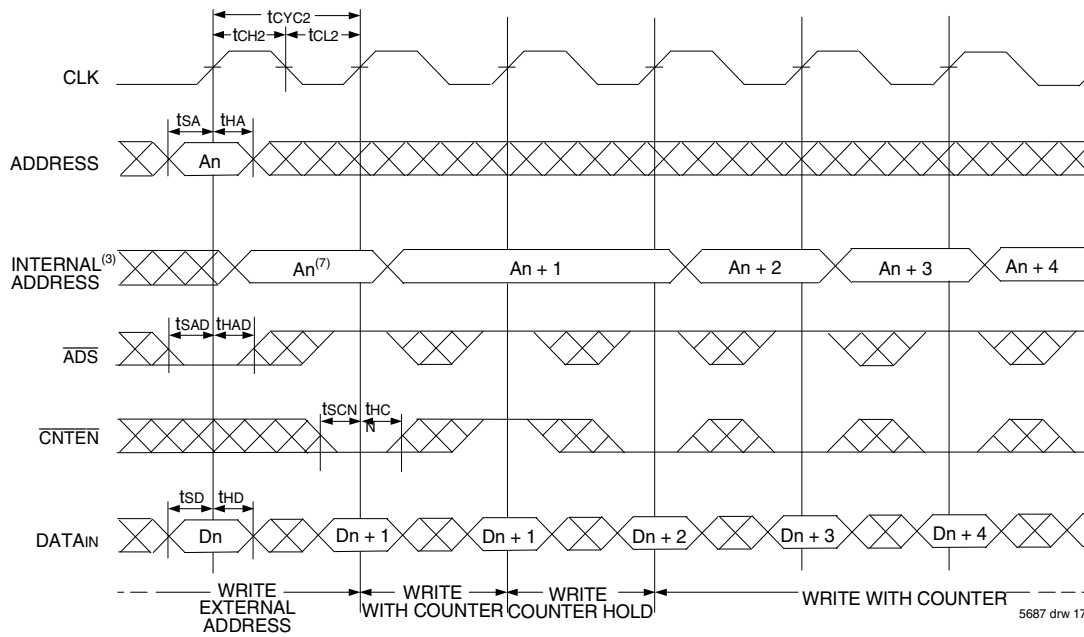 tCYC2
tCH2 tCL2
CLK
tSA tHA
ADDRESS An
INTERNAL(3)
ADDRESS An(7) An + 1 An + 2 An + 3 An + 4
tSAD tHAD
ADS
tSCN tHC
N
CNTEN
tSD tHD
DATAIN Dn Dn + 1 Dn + 1 Dn + 2 Dn + 3 Dn + 4
WRITE
EXTERNAL
ADDRESS
WRITE
WITH COUNTER
WRITE
COUNTER HOLD
WRITE WITH COUNTER
5687 drw 17